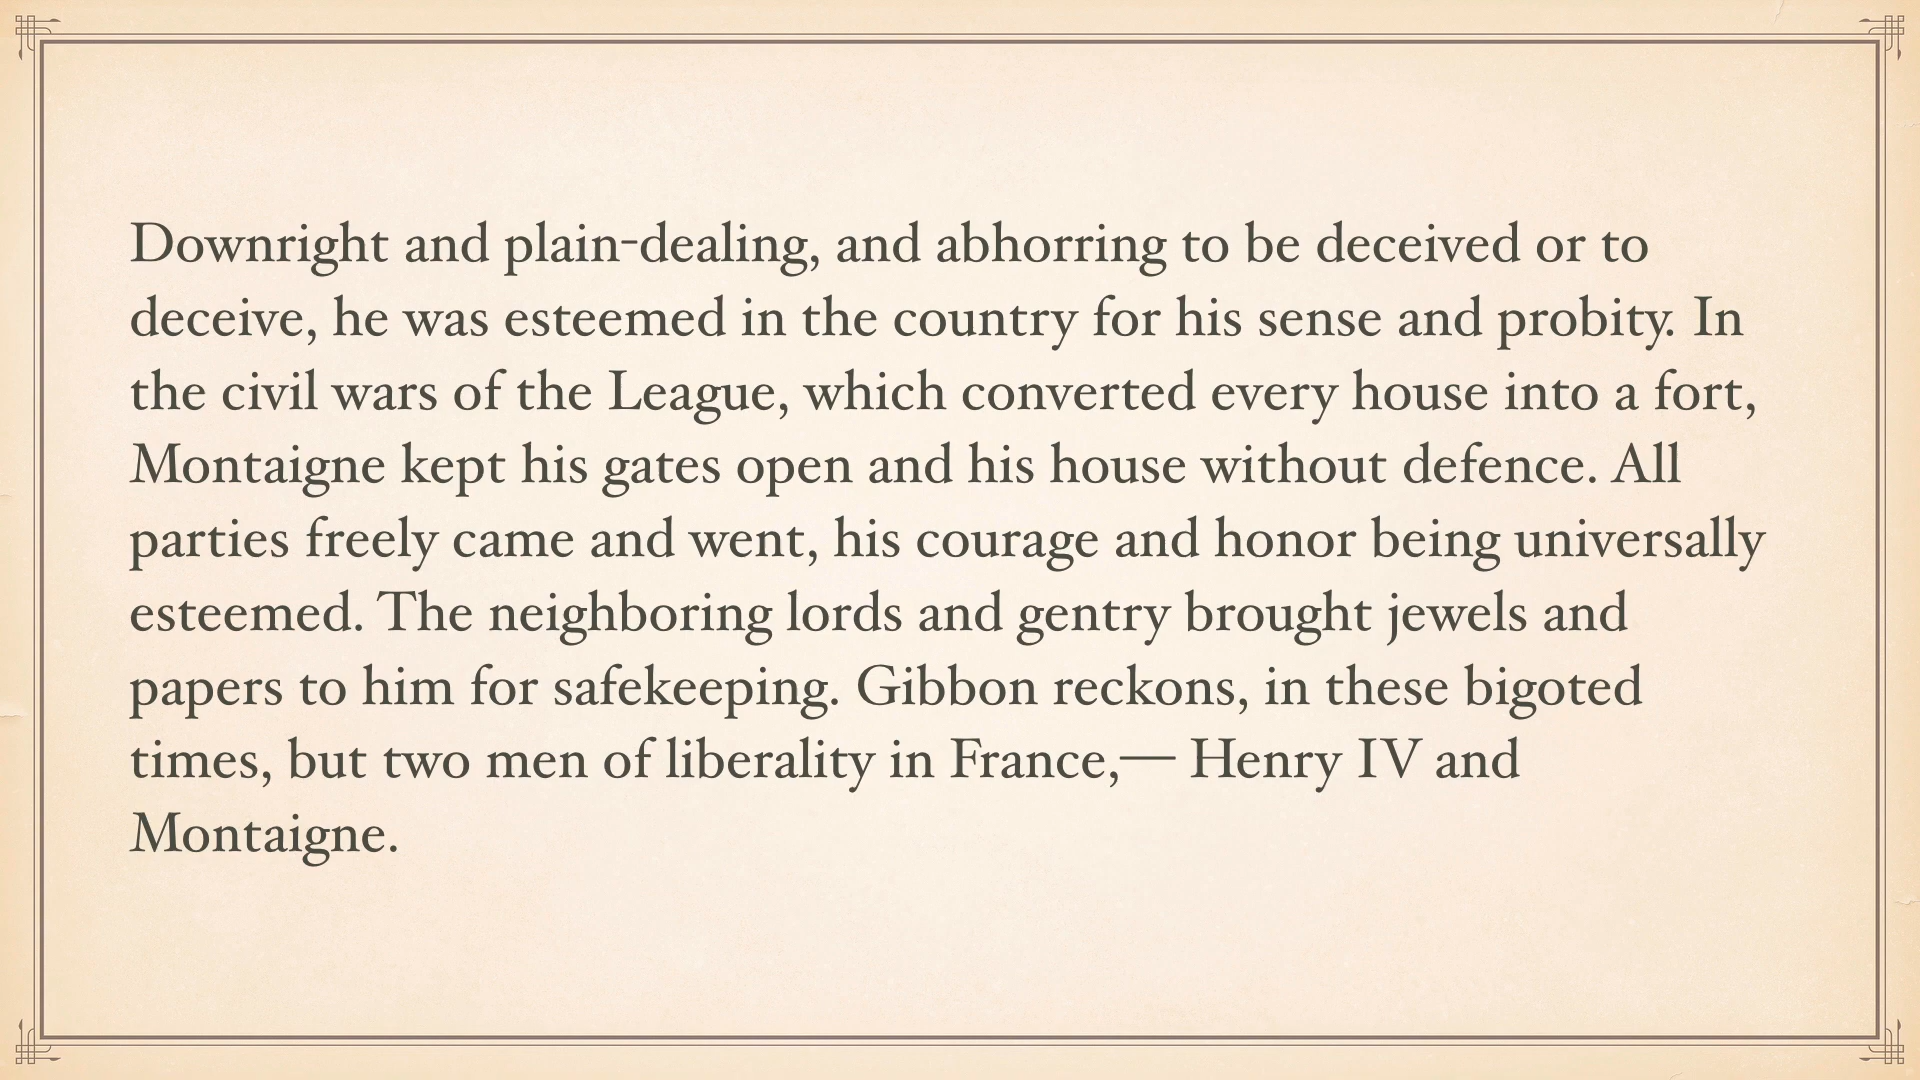 Downright and plain-dealing, and abhorring to be deceived or to
deceive, he was esteemed in the country for his sense and probity. In
the civil wars of the League, which converted every house into a fort,
Montaigne kept his gates open and his house without defence. All
parties freely came and went, his courage and honor being universally
esteemed. The neighboring lords and gentry brought jewels and
papers to him for safekeeping. Gibbon reckons, in these bigoted
times, but two men of liberality in France,— Henry IV and
Montaigne.